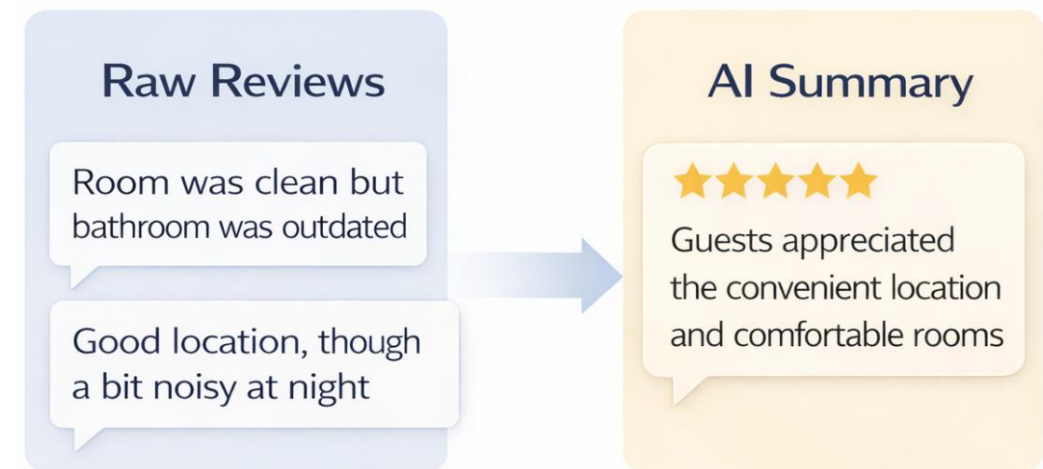 Raw Reviews
Room was clean but
bathroom was outdated
Good location, though
a bit noisy at night
AI Summary
Guests appreciated
the convenient location
and comfortable rooms